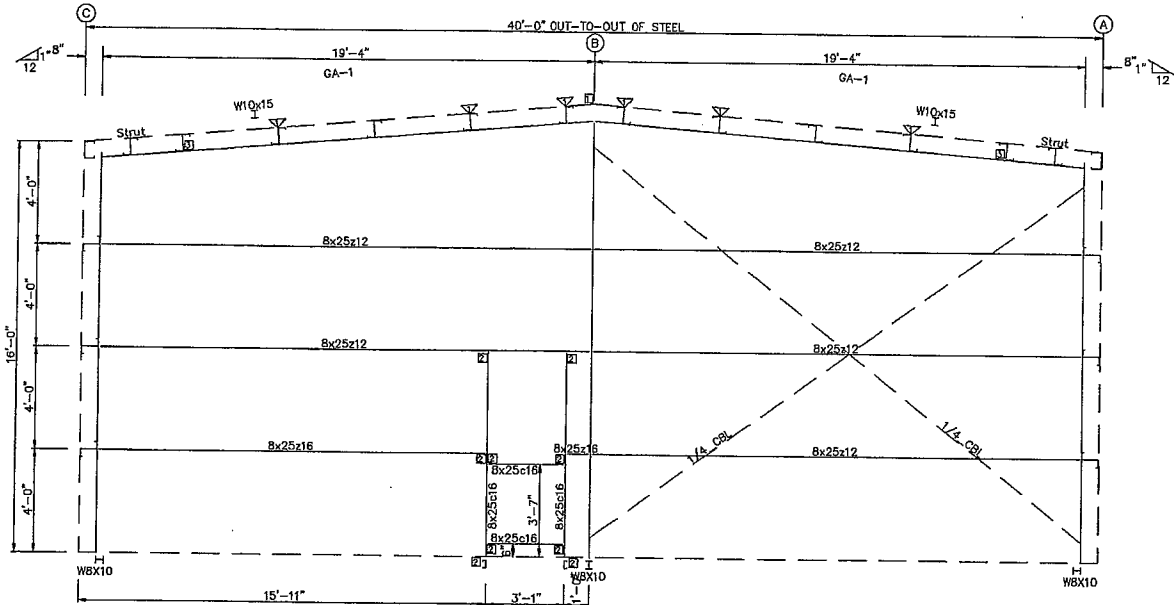 C
A
40'-0" OUT-TO-OUT OF STEEL
B
1" 8"
12
19'-4"
19'-4"
8" 1"
12
GA-1
GA-1
1
W10x15
W10x15
Strut
3
3
Strut
4'-0"
8x25z12
8x25z12
4'-0"
16'-0"
8x25z12
8x25z12
2
2
4'-0"
8x25z16
8x25z16
8x25z12
2 2
2
8x25c16
1/4 CBL
1/4 CBL
4'-0"
8x25c16
3'-7"
8x25c16
8x25c16
2
2
2
2
W8X10
W8X10
W8X10
15'-11"
3'-1"